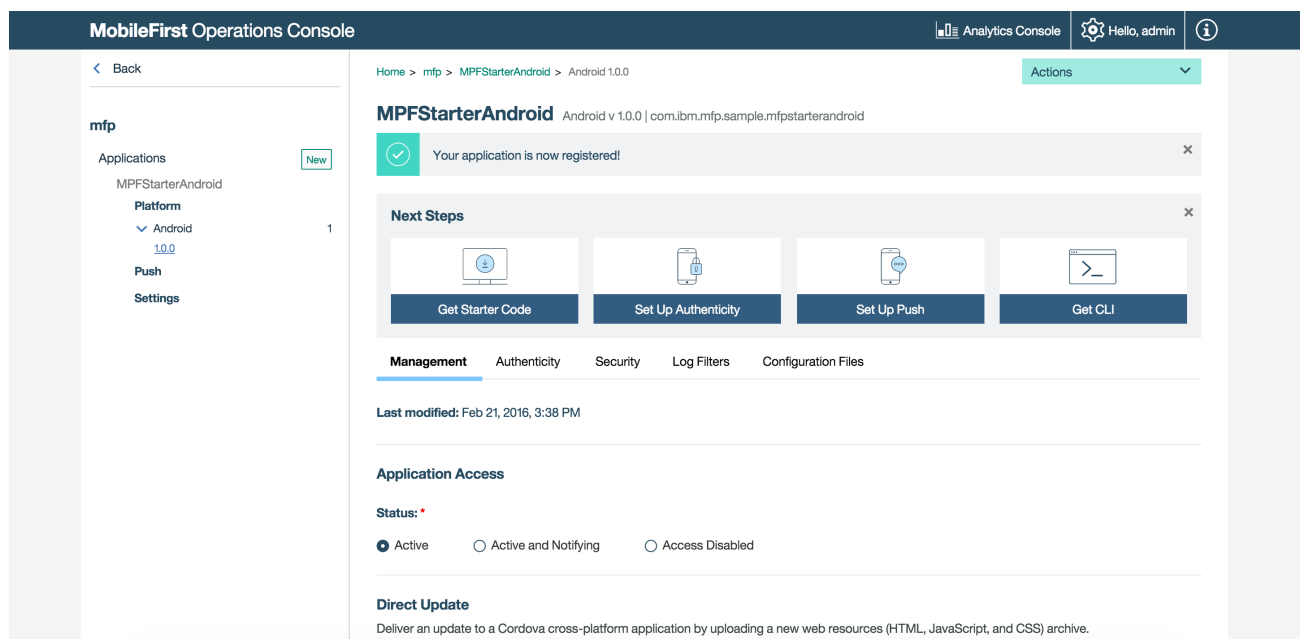 MobileFirst Operations Console
Analytics Console
Hello, admin
Back
mfp
Applications
New
MPFStarterAndroid
Platform
Android 1
1.0.0
Push
Settings
Home > mfp > MPFStarterAndroid > Android 1.0.0
Actions
MPFStarterAndroid Android v 1.0.0 | com.ibm.mfp.sample.mfpstarterandroid
Your application is now registered!
Next Steps
Get Starter Code
Set Up Authenticity
Set Up Push
Get CLI
Management Authenticity Security Log Filters Configuration Files
Last modified: Feb 21, 2016, 3:38 PM
Application Access
Status: *
Active Active and Notifying Access Disabled
Direct Update
Deliver an update to a Cordova cross-platform application by uploading a new web resources (HTML, JavaScript, and CSS) archive.